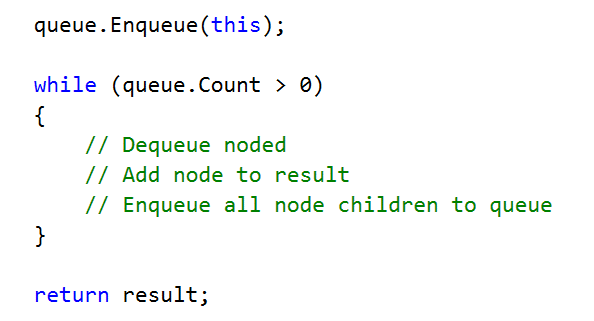 queue.Enqueue(this);
while (queue.Count > 0)
{
// Dequeue noded
// Add node to result
// Enqueue all node children to queue
}
return result;